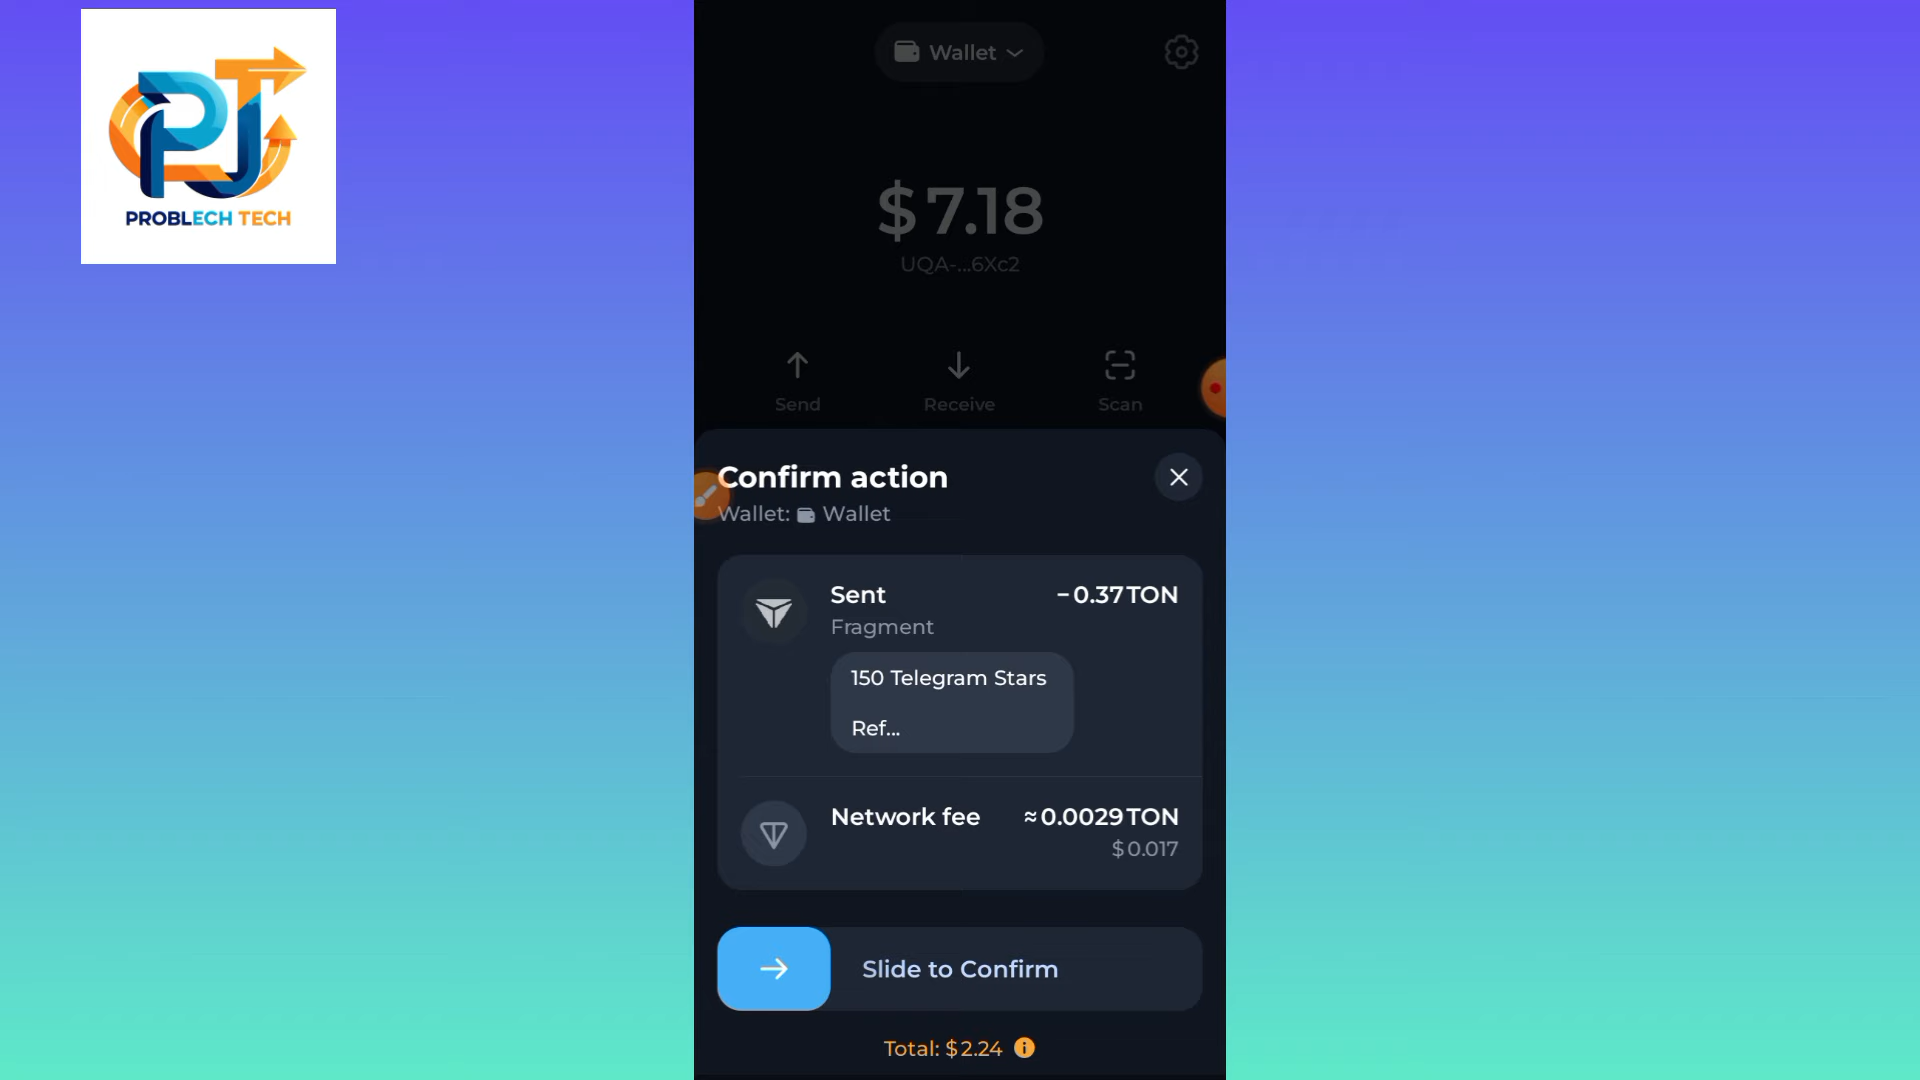 PROBLECH TECH
Wallet
$7.18
UQA-...6Xc2
Send
Receive
Scan
Confirm action
Wallet: Wallet
Sent
−0.37 TON
Fragment
150 Telegram Stars
Ref...
Network fee
≈0.0029 TON
$0.017
Slide to Confirm
Total: $2.24